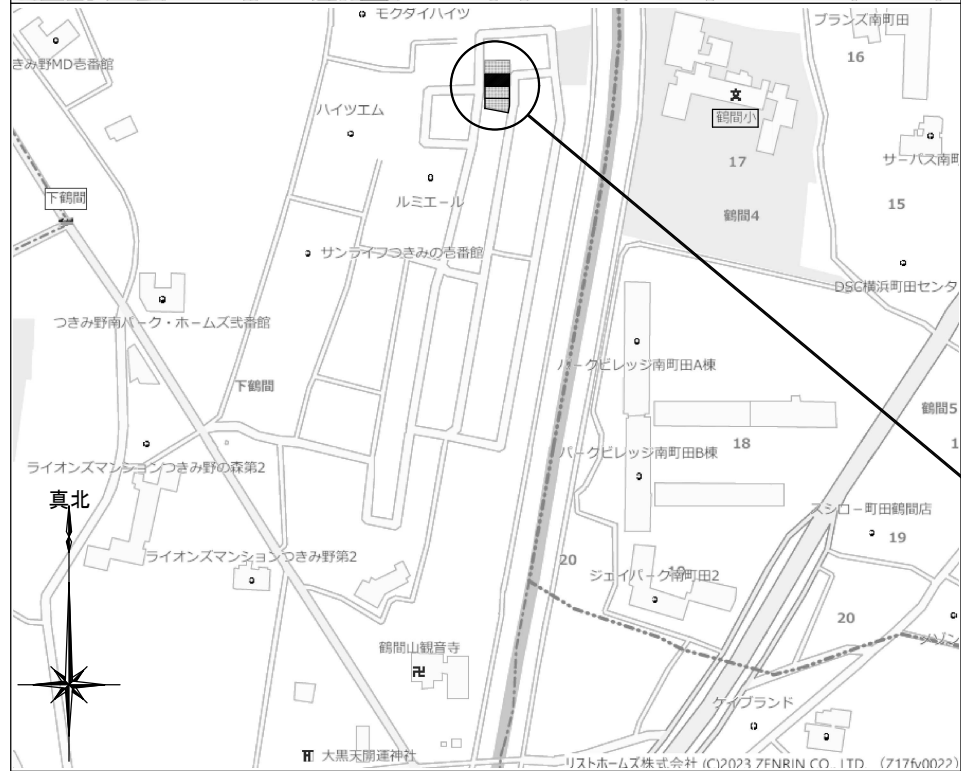 モクタイハイツ
ブランズ南町田
16
きみ野MD壱番館
ハイツエム
鶴間小
17
サーパス南町
下鶴間
ルミエール
15
鶴間4
サンライフつきみの壱番館
DSC横浜町田センタ
つきみ野南パーク・ホームズ弐番館
パークビレッジ南町田A棟
下鶴間
鶴間5
18
1
パークビレッジ南町田B棟
ライオンズマンションつきみ野の森第2
真北
スシロー町田鶴間店
19
ライオンズマンションつきみ野第2
20
ジェイパーク南町田2
20
鶴間山観音寺
ケイブランド
大黒天開運神社
リストホームズ株式会社 (C)2023 ZENRIN CO., LTD. (Z17fv0022)